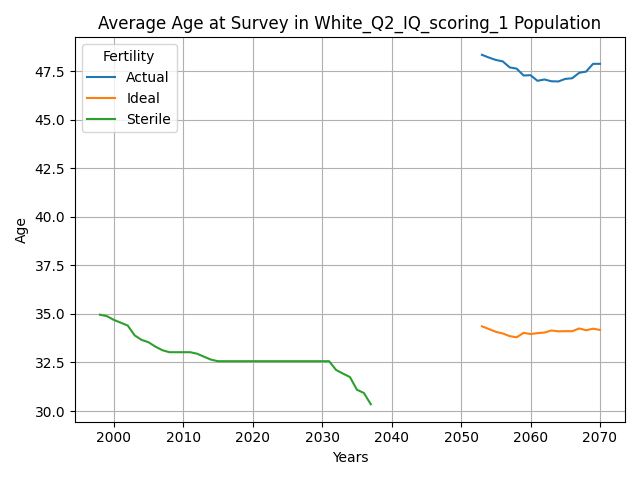 Average Age at Survey in White_Q2_IQ_scoring_1 Population
Fertility
Actual
Ideal
Sterile
Age
47.5
45.0
42.5
40.0
37.5
35.0
32.5
30.0
2000 2010 2020 2030 2040 2050 2060 2070
Years